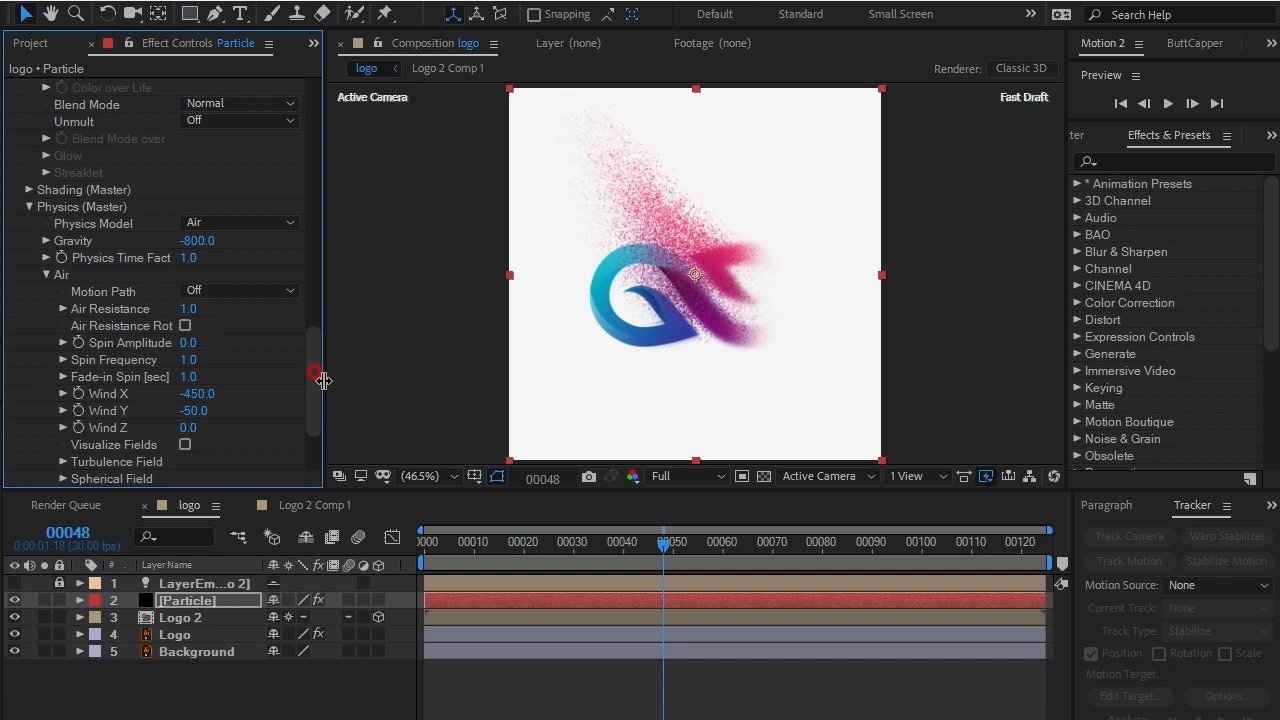 Snapping
Default
Standard
Small Screen
Search Help
Project
Effect Controls Particle
Composition logo
Layer (none)
Footage (none)
Motion 2
ButtCapper
logo • Particle
logo
Logo 2 Comp 1
Renderer:
Classic 3D
Preview
Color over Life
Blend Mode
Normal
Unmult
Off
Blend Mode over
Glow
Streaklet
Shading (Master)
Physics (Master)
Physics Model
Air
Gravity
-800.0
Physics Time Fact
1.0
Air
Motion Path
Off
Air Resistance
1.0
Air Resistance Rot
Spin Amplitude
0.0
Spin Frequency
1.0
Fade-in Spin [sec]
1.0
Wind X
-450.0
Wind Y
-50.0
Wind Z
0.0
Visualize Fields
Turbulence Field
Spherical Field
Active Camera
Fast Draft
(46.5%)
00048
Full
Active Camera
1 View
Effects & Presets
* Animation Presets
3D Channel
Audio
BAO
Blur & Sharpen
Channel
CINEMA 4D
Color Correction
Distort
Expression Controls
Generate
Immersive Video
Keying
Matte
Motion Boutique
Noise & Grain
Obsolete
Render Queue
logo
Logo 2 Comp 1
00048
0:00:01:18 (30.00 fps)
# Layer Name
00010
00020
00030
00040
00050
00060
00070
00080
00090
00100
00110
00120
1 LayerEm...o 2]
2 [Particle]
3 Logo 2
4 Logo
5 Background
Paragraph
Tracker
Track Camera
Warp Stabilizer
Track Motion
Stabilize Motion
Motion Source:
None
Current Track:
None
Track Type:
Stabilize
Position
Rotation
Scale
Motion Target:
Edit Target...
Options...